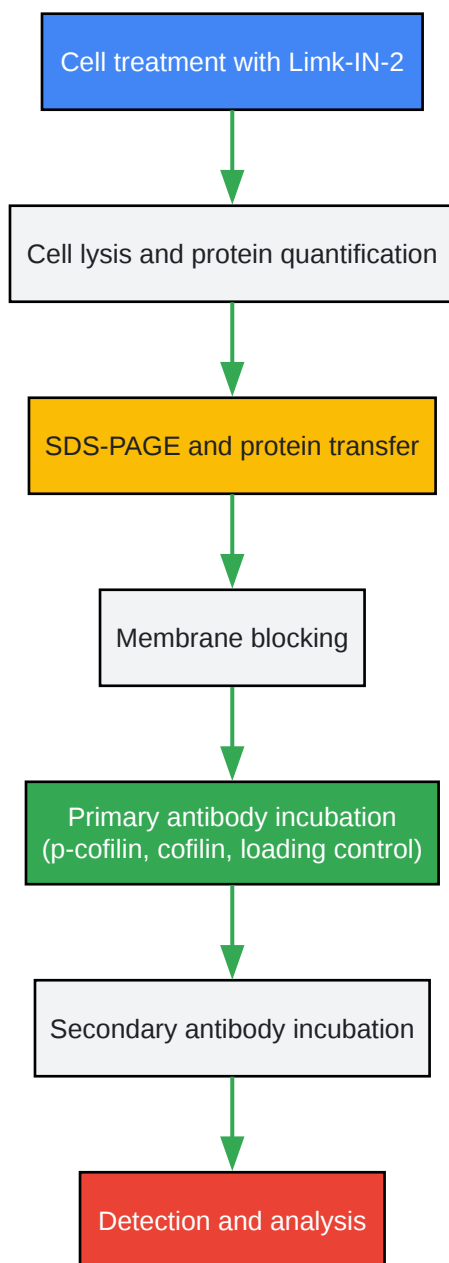 Cell treatment with Limk-IN-2
Cell lysis and protein quantification
SDS-PAGE and protein transfer
Membrane blocking
Primary antibody incubation
(p-cofilin, cofilin, loading control)
Secondary antibody incubation
Detection and analysis